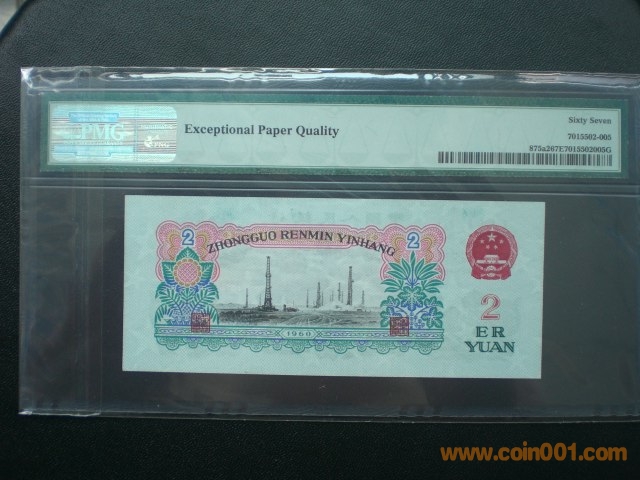 PMG
Exceptional Paper Quality
Sixty Seven
7015502-005
875a267E7015502005G
ZHONGGUO RENMIN YINHANG
2
2
1960
2
ER
YUAN
www.coin001.com